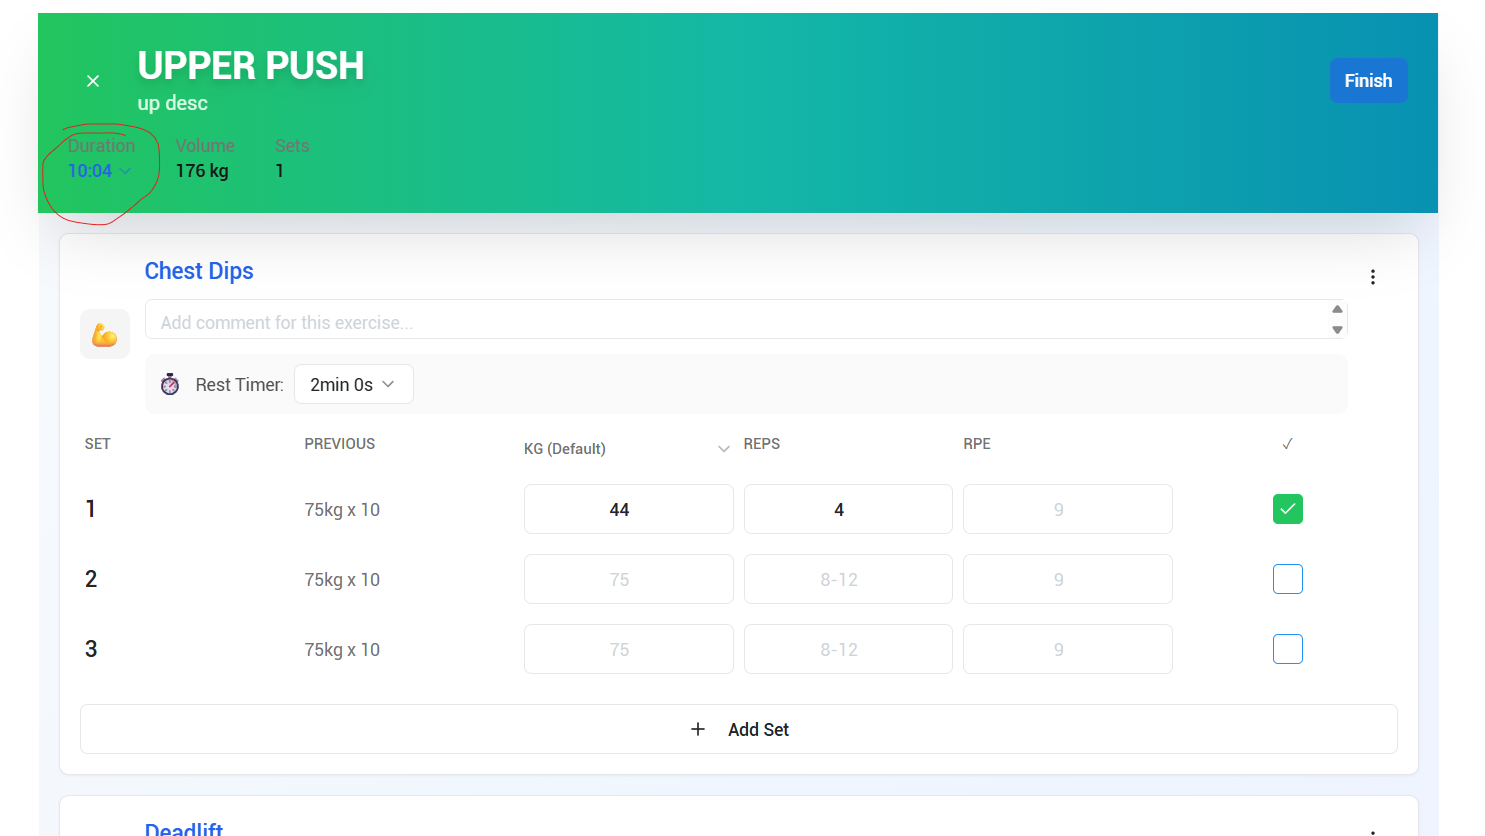 UPPER PUSH
up desc
Finish
Duration Volume Sets
10:04 176 kg 1
Chest Dips
Add comment for this exercise...
Rest Timer: 2min 0s
SET PREVIOUS KG (Default) REPS RPE ✓
1 75kg x 10 44 4 9
2 75kg x 10 75 8-12 9
3 75kg x 10 75 8-12 9
+ Add Set
Deadlift